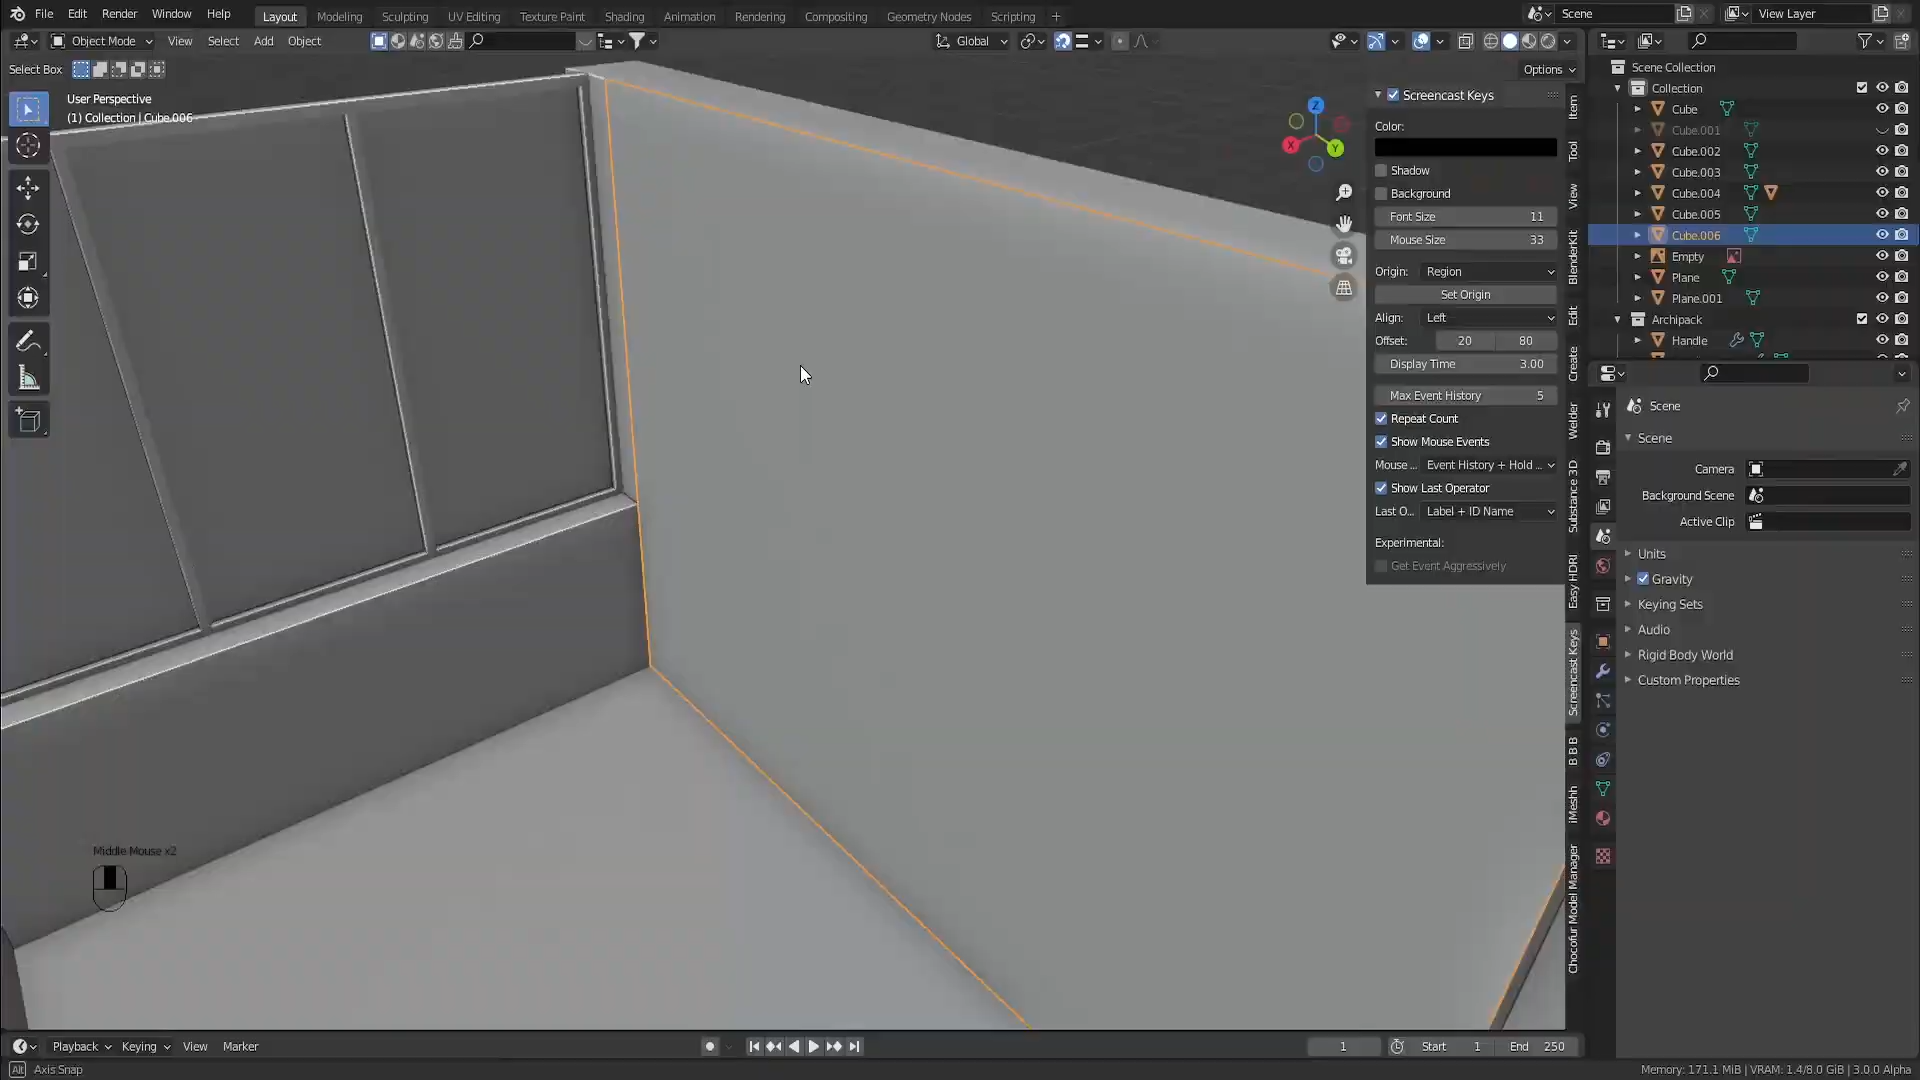 File Edit Render Window Help
Layout Modeling Sculpting UV Editing Texture Paint Shading Animation Rendering Compositing Geometry Nodes Scripting +
Scene
View Layer
Object Mode View Select Add Object
Global
Select Box
Options
User Perspective
(1) Collection | Cube.006
Z
X
Y
Screencast Keys
Color:
Shadow
Background
Font Size 11
Mouse Size 33
Origin: Region
Set Origin
Align: Left
Offset: 20 80
Display Time 3.00
Max Event History 5
Repeat Count
Show Mouse Events
Mouse ... Event History + Hold ...
Show Last Operator
Last O... Label + ID Name
Experimental:
Get Event Aggressively
Item
Tool
View
BlenderKit
Edit
Create
Welder
Substance 3D
Easy HDRI
Screencast Keys
B B B
iMeshh
Chocofur Model Manager
Scene Collection
Collection
Cube
Cube.001
Cube.002
Cube.003
Cube.004
Cube.005
Cube.006
Empty
Plane
Plane.001
Archipack
Handle
Scene
Scene
Camera
Background Scene
Active Clip
Units
Gravity
Keying Sets
Audio
Rigid Body World
Custom Properties
Middle Mouse x2
Playback Keying View Marker
1 Start 1 End 250
Alt Axis Snap
Memory: 171.1 MiB | VRAM: 1.4/8.0 GiB | 3.0.0 Alpha